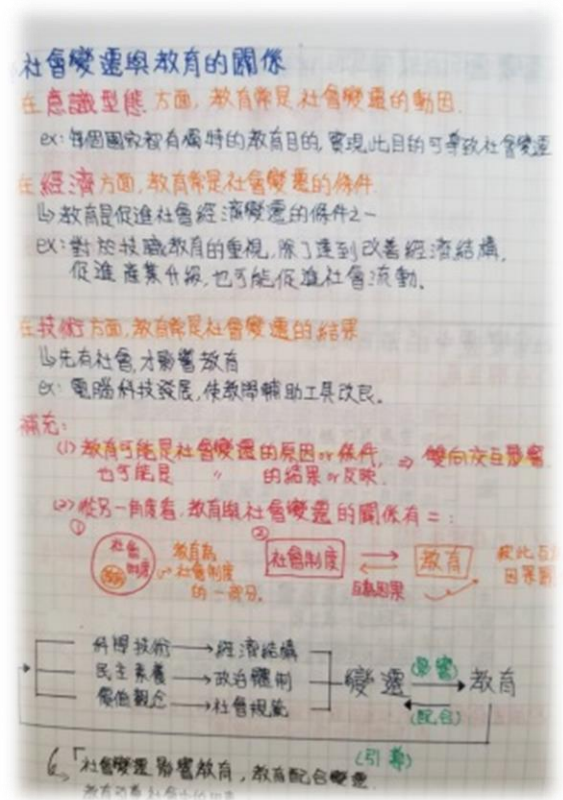 社會變遷與教育的關係
在意識型態方面,教育常是社會變遷的動因.
ex:每個國家都有獨特的教育目的,實現此目的可導致社會變遷
在經濟方面,教育常是社會變遷的條件.
↳教育是促進社會經濟變遷的條件之一
ex:對於技職教育的重視,除了達到改善經濟結構,
促進產業升級,也可能促進社會流動。
在技術方面,教育常是社會變遷的結果
↳先有社會,才影響教育
ex:電腦科技發展,使教學輔助工具改良。
補充:
(1) 教育可能是社會變遷的原因or條件, ⇒ 雙向交互影響
也可能是 〃 的結果or反映.
(2) 從另一角度看,教育與社會變遷的關係有二:
① 社會制度 教育 教育為社會制度的一部分.
② 社會制度 ⇄ 教育 彼此互
互為因果 因果關
科學技術→經濟結構
民主素養→政治體制 變遷 (影響) 教育
價值觀念→社會規範 (配合)
(引導)
「社會變遷影響教育,教育配合變遷